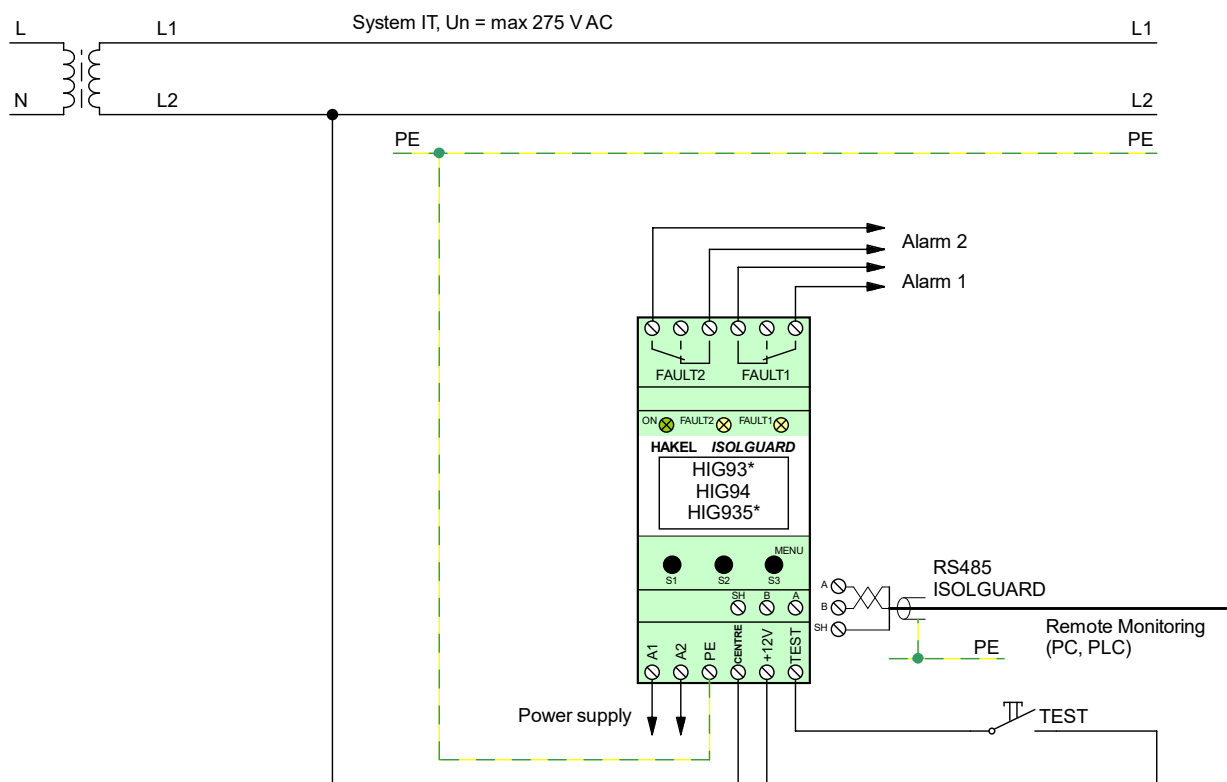 L L1 System IT, Un = max 275 V AC L1
N L2 L2
PE PE
Alarm 2
Alarm 1
FAULT2 FAULT1
ON FAULT2 FAULT1
HAKEL ISOLGUARD
HIG93*
HIG94
HIG935*
MENU
S1 S2 S3
SH B A
A1 A2 PE CENTRE +12V TEST
A
B
SH
RS485
ISOLGUARD
Remote Monitoring
(PC, PLC)
PE
Power supply
TEST